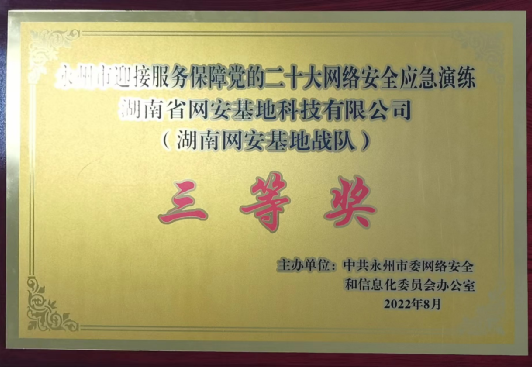 永州市迎接服务保障党的二十大网络安全应急演练
湖南省网安基地科技有限公司
（湖南网安基地战队）
三等奖
主办单位：中共永州市委网络安全
和信息化委员会办公室
2022年8月